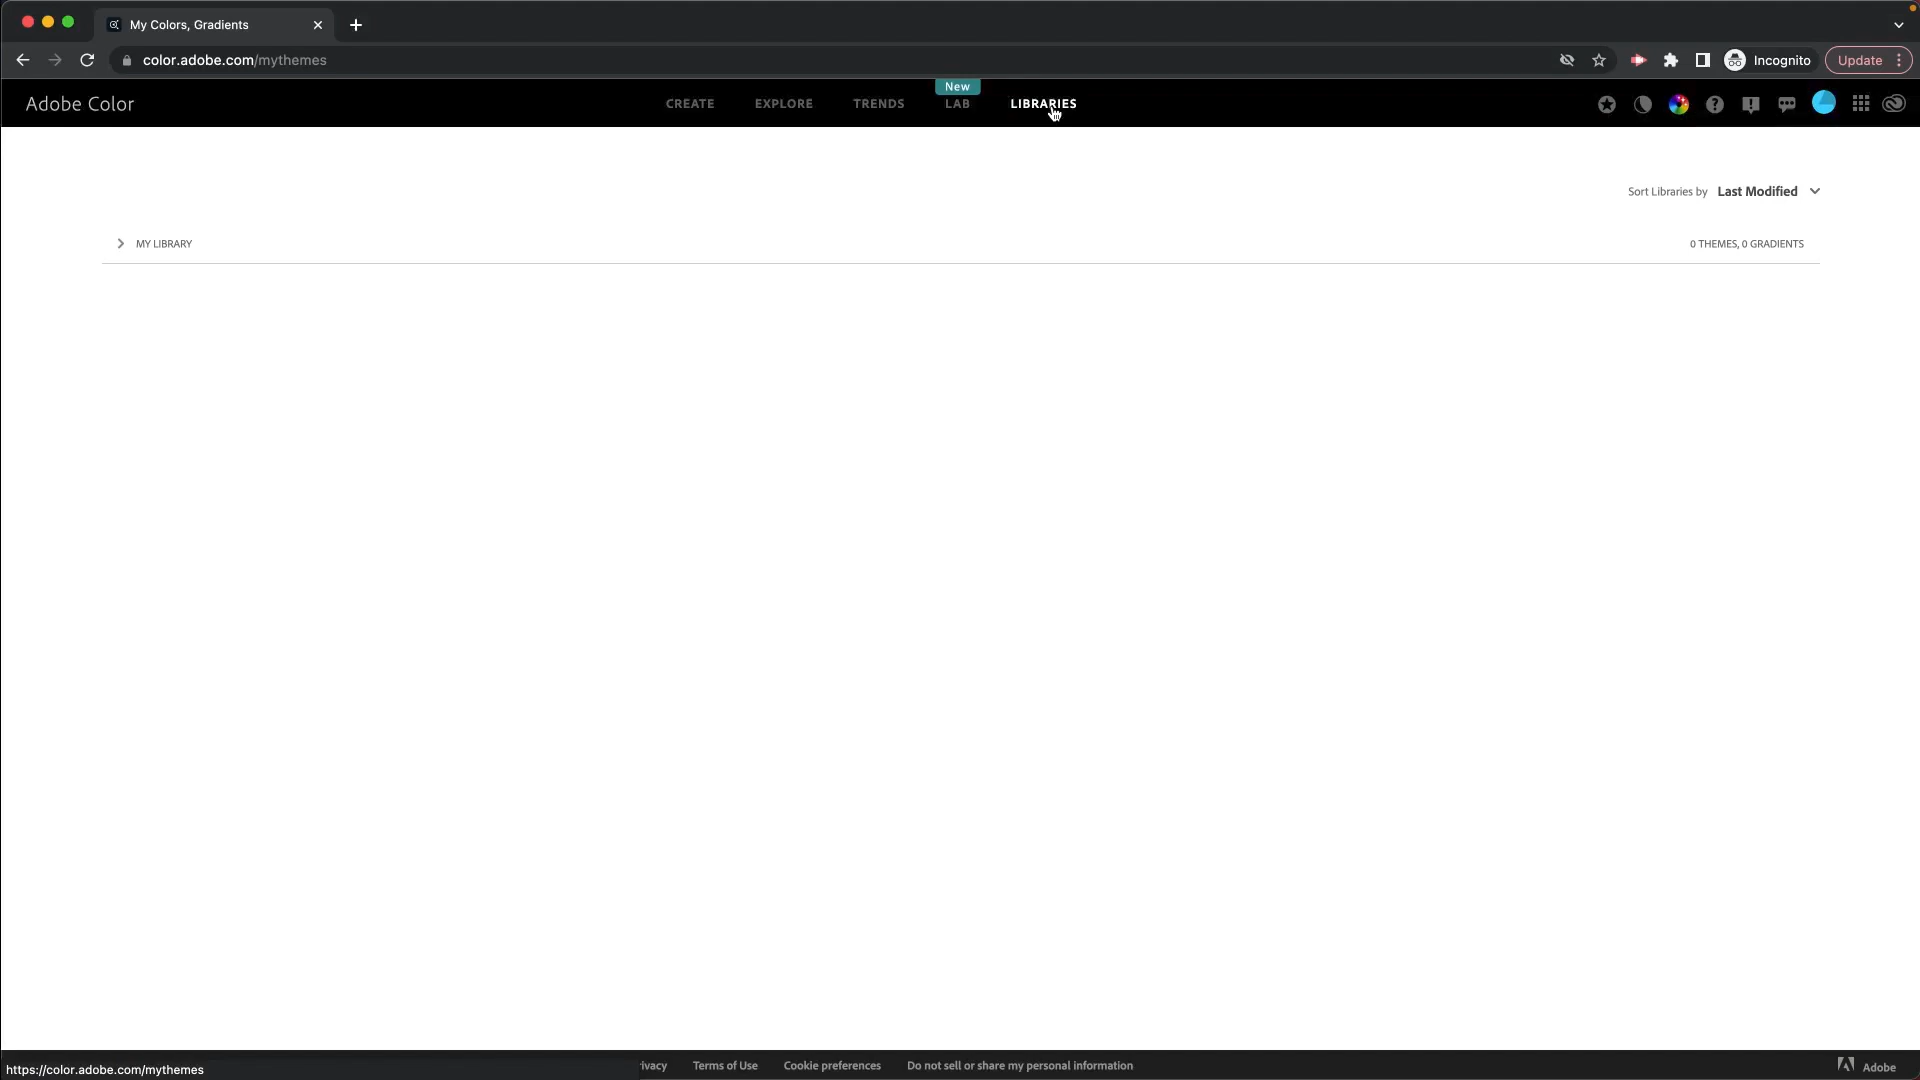 My Colors, Gradients
color.adobe.com/mythemes
Incognito
Update
Adobe Color
CREATE
EXPLORE
TRENDS
New
LAB
LIBRARIES
Sort Libraries by Last Modified
MY LIBRARY
0 THEMES, 0 GRADIENTS
https://color.adobe.com/mythemes
ivacy
Terms of Use
Cookie preferences
Do not sell or share my personal information
Adobe